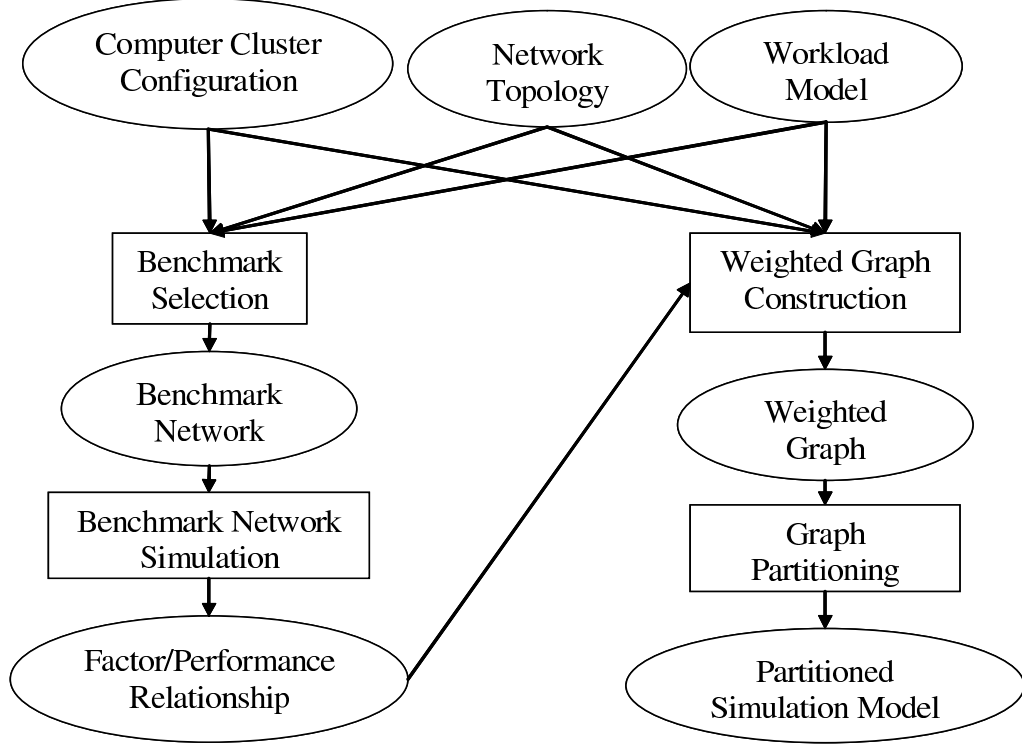 Computer Cluster
Configuration
Network
Topology
Workload
Model
Benchmark
Selection
Weighted Graph
Construction
Benchmark
Network
Weighted
Graph
Benchmark Network
Simulation
Graph
Partitioning
Factor/Performance
Relationship
Partitioned
Simulation Model